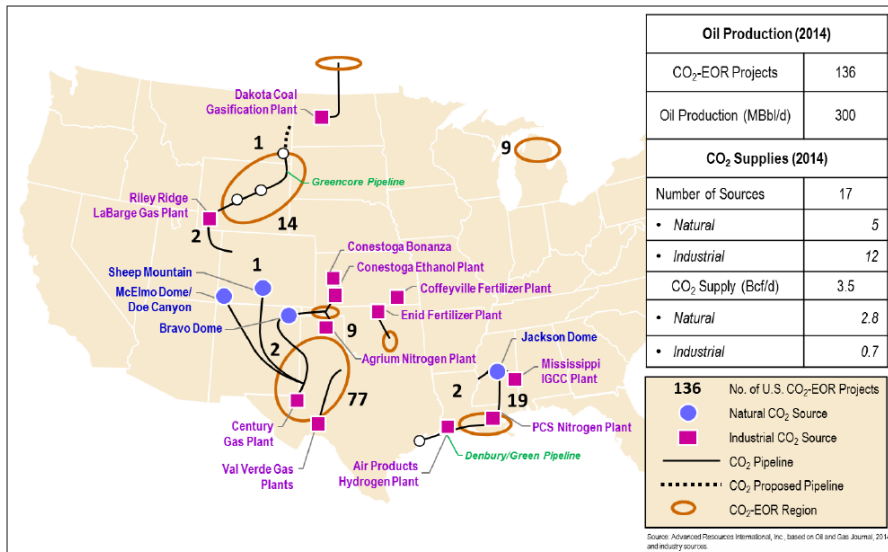 Dakota Coal
Gasification Plant
1
9
Greencore Pipeline
Riley Ridge
LaBarge Gas Plant
14
2
Conestoga Bonanza
1
Conestoga Ethanol Plant
Sheep Mountain
Coffeyville Fertilizer Plant
McElmo Dome/
Doe Canyon
Enid Fertilizer Plant
Bravo Dome
9
Jackson Dome
Agrium Nitrogen Plant
2
Mississippi
IGCC Plant
2
77
19
Century
Gas Plant
PCS Nitrogen Plant
Val Verde Gas
Plants
Air Products
Hydrogen Plant
Denbury/Green Pipeline
Oil Production (2014)
CO2-EOR Projects 136
Oil Production (MBbl/d) 300
CO2 Supplies (2014)
Number of Sources 17
• Natural 5
• Industrial 12
CO2 Supply (Bcf/d) 3.5
• Natural 2.8
• Industrial 0.7
136 No. of U.S. CO2-EOR Projects
Natural CO2 Source
Industrial CO2 Source
CO2 Pipeline
CO2 Proposed Pipeline
CO2-EOR Region
Source: Advanced Resources International, Inc., based on Oil and Gas Journal, 2014
and industry sources.